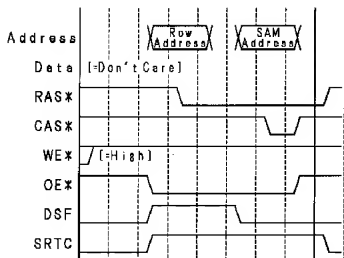 Address
Row Address
SAM Address
Data [=Don't Care]
RAS*
CAS*
WE* [=High]
OE*
DSF
SRTC